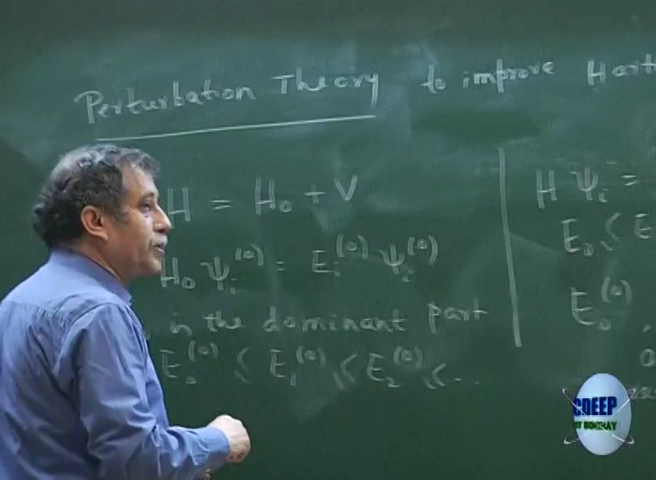 Perturbation Theory to improve Hart
H = H₀ + V
H₀ ψᵢ⁽⁰⁾ = Eᵢ⁽⁰⁾ ψᵢ⁽⁰⁾
in the dominant part
E₀⁽⁰⁾ ≤ E₁⁽⁰⁾ ≤ E₂⁽⁰⁾ ≤ ...
H ψᵢ =
E₀ ≤ E
E₀⁽⁰⁾
CDEEP
IIT BOMBAY